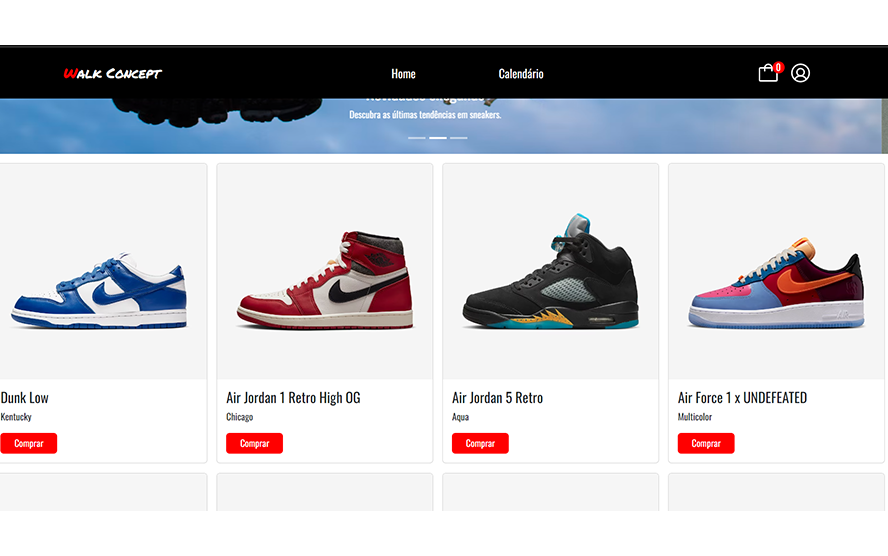 Walk Concept
Home
Calendário
0
Descubra as últimas tendências em sneakers.
Dunk Low
Kentucky
Comprar
Air Jordan 1 Retro High OG
Chicago
Comprar
Air Jordan 5 Retro
Aqua
Comprar
Air Force 1 x UNDEFEATED
Multicolor
Comprar